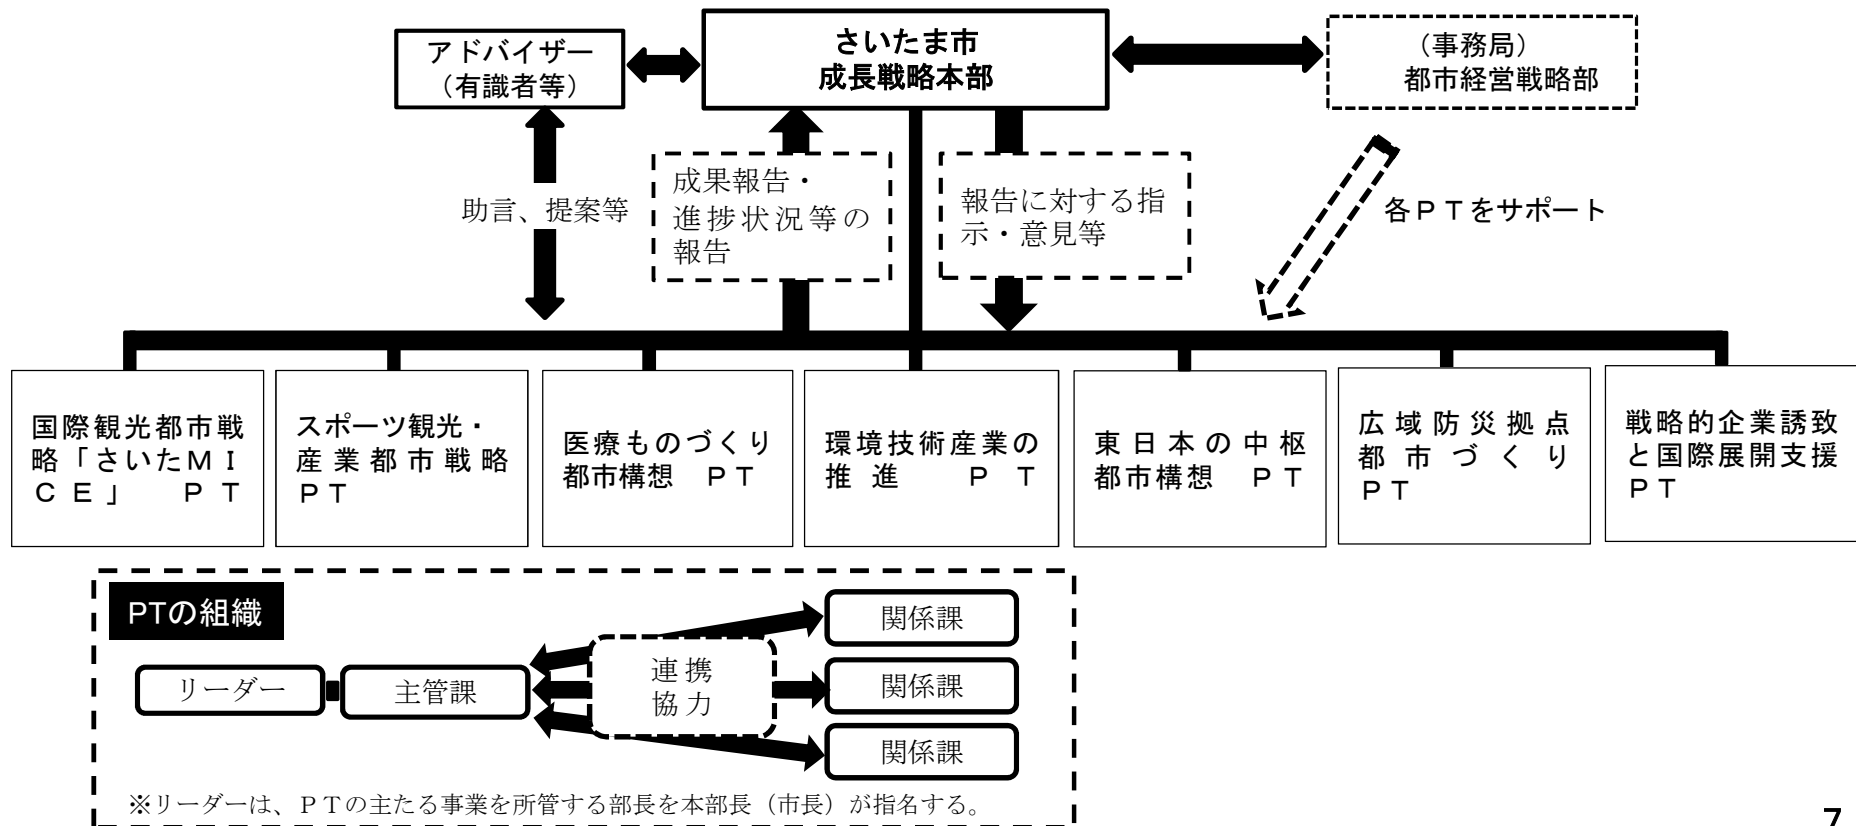 アドバイザー
（有識者等）
さいたま市
成長戦略本部
（事務局）
都市経営戦略部
助言、提案等
成果報告・
進捗状況等の
報告
報告に対する指
示・意見等
各ＰＴをサポート
国際観光都市戦
略「さいたＭＩ
ＣＥ」　ＰＴ
スポーツ観光・
産業都市戦略
ＰＴ
医療ものづくり
都市構想　ＰＴ
環境技術産業の
推進　ＰＴ
東日本の中枢
都市構想　ＰＴ
広域防災拠点
都市づくり
ＰＴ
戦略的企業誘致
と国際展開支援
ＰＴ
PTの組織
リーダー
主管課
連携
協力
関係課
関係課
関係課
※リーダーは、ＰＴの主たる事業を所管する部長を本部長（市長）が指名する。
7